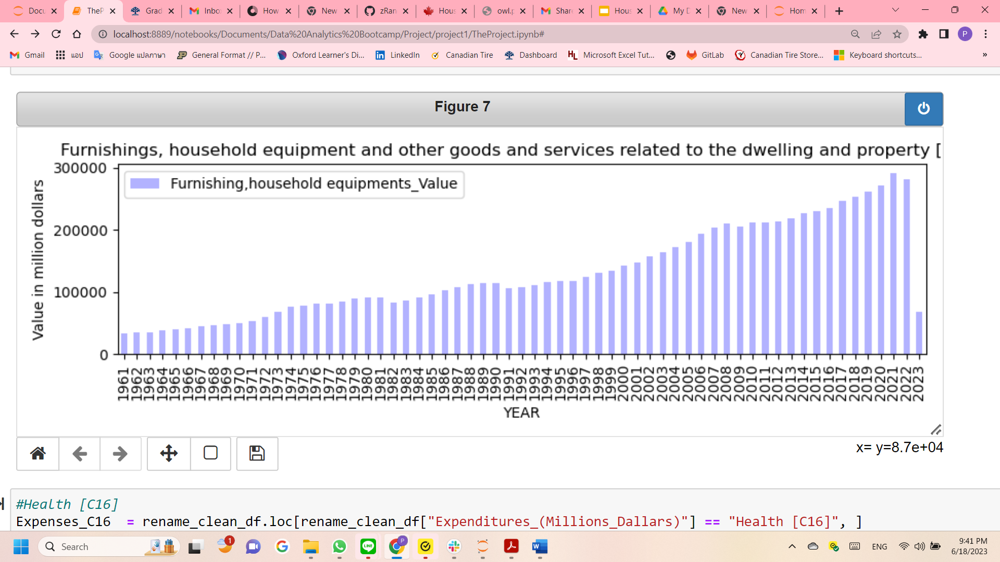 Docu
TheP
Grad
Inbo
How
New
zRan
Hous
owl.p
Share
Hous
My D
New
Hom
localhost:8889/notebooks/Documents/Data%20Analytics%20Bootcamp/Project/project1/TheProject.ipynb#
P
Gmail
แอป
Google แปลภาษา
General Format // P...
Oxford Learner's Di...
LinkedIn
Canadian Tire
Dashboard
Microsoft Excel Tut...
GitLab
Canadian Tire Store...
Keyboard shortcuts...
»
Figure 7
Furnishings, household equipment and other goods and services related to the dwelling and property [
Furnishing,household equipments_Value
Value in million dollars
300000
200000
100000
0
1961 1962 1963 1964 1965 1966 1967 1968 1969 1970 1971 1972 1973 1974 1975 1976 1977 1978 1979 1980 1981 1982 1983 1984 1985 1986 1987 1988 1989 1990 1991 1992 1993 1994 1995 1996 1997 1998 1999 2000 2001 2002 2003 2004 2005 2006 2007 2008 2009 2010 2011 2012 2013 2014 2015 2016 2017 2018 2019 2020 2021 2022 2023
YEAR
x= y=8.7e+04
#Health [C16]
Expenses_C16  = rename_clean_df.loc[rename_clean_df["Expenditures_(Millions_Dallars)"] == "Health [C16]", ]
Search
1
LINE
P
W
ENG
9:41 PM
6/18/2023